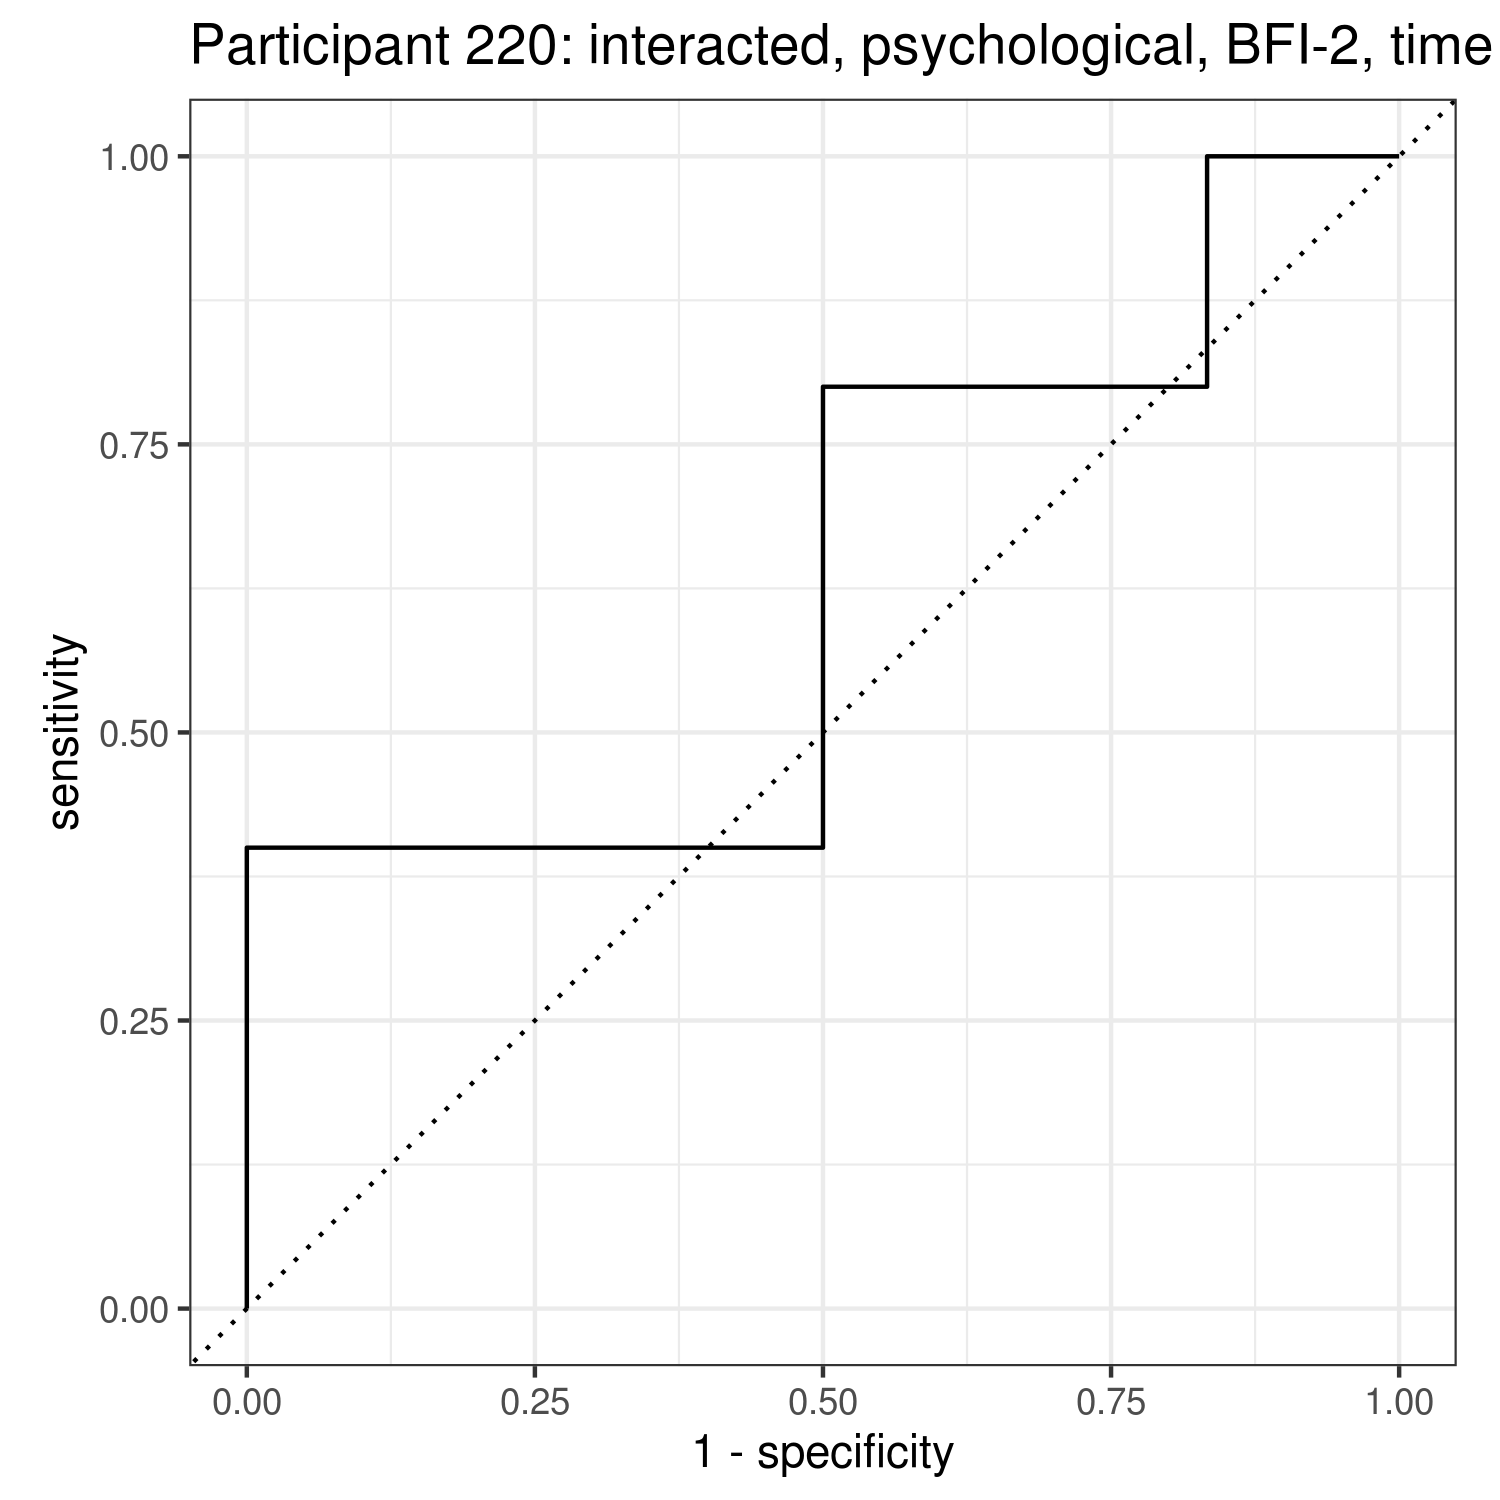 Participant 220: interacted, psychological, BFI-2, time
1.00
0.75
0.50
0.25
0.00
sensitivity
0.00 0.25 0.50 0.75 1.00
1 - specificity